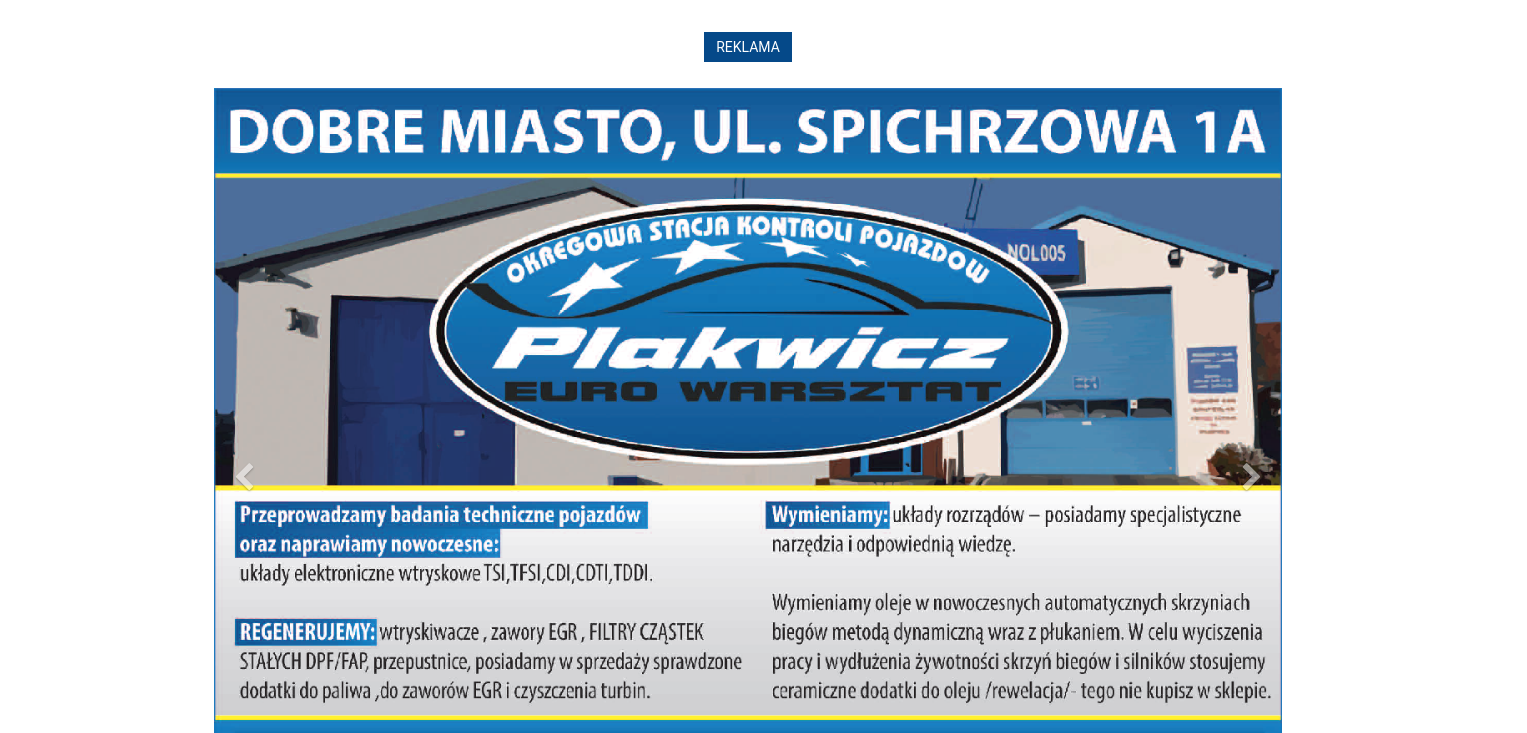 REKLAMA
DOBRE MIASTO, UL. SPICHRZOWA 1A
OKRĘGOWA STACJA KONTROLI POJAZDÓW
NOL005
Plakwicz
EURO WARSZTAT
Przeprowadzamy badania techniczne pojazdów
oraz naprawiamy nowoczesne:
układy elektroniczne wtryskowe TSI,TFSI,CDI,CDTI,TDDI.
REGENERUJEMY: wtryskiwacze , zawory EGR , FILTRY CZĄSTEK
STAŁYCH DPF/FAP, przepustnice, posiadamy w sprzedaży sprawdzone
dodatki do paliwa ,do zaworów EGR i czyszczenia turbin.
Wymieniamy: układy rozrządów – posiadamy specjalistyczne
narzędzia i odpowiednią wiedzę.
Wymieniamy oleje w nowoczesnych automatycznych skrzyniach
biegów metodą dynamiczną wraz z płukaniem. W celu wyciszenia
pracy i wydłużenia żywotności skrzyń biegów i silników stosujemy
ceramiczne dodatki do oleju /rewelacja/- tego nie kupisz w sklepie.